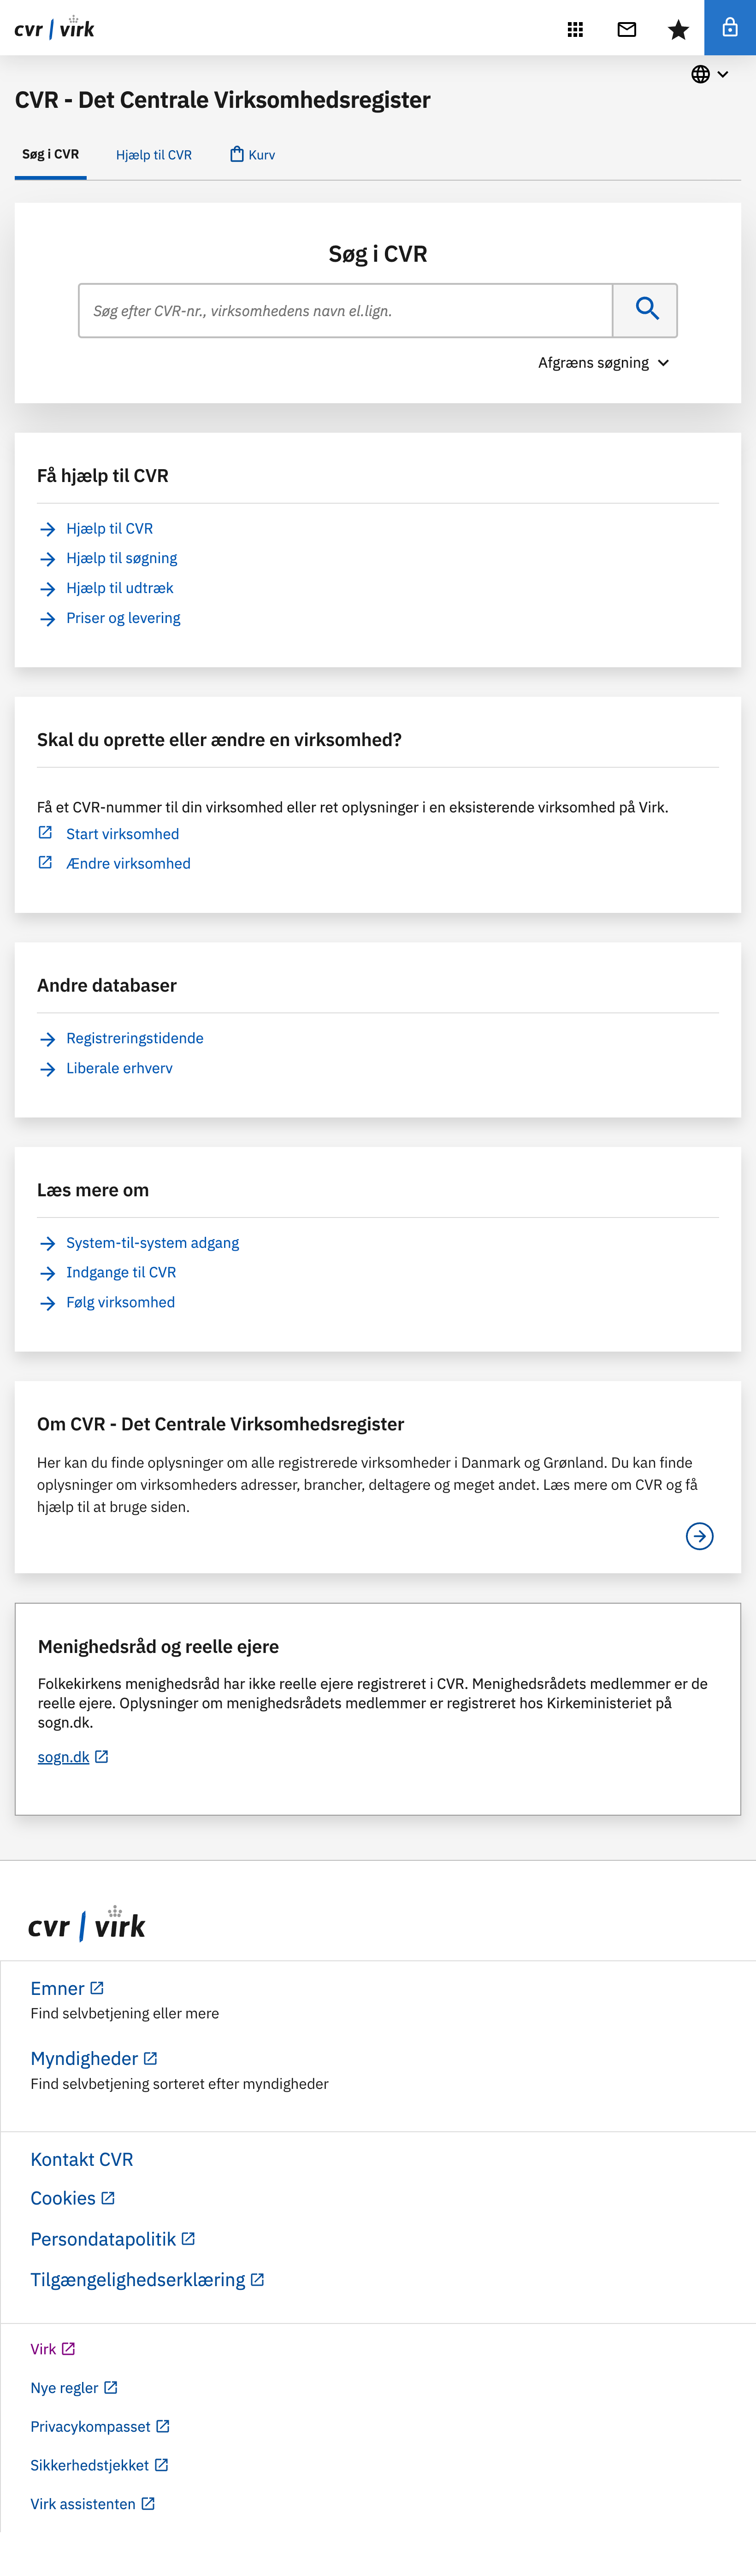 cvr | virk
CVR - Det Centrale Virksomhedsregister
Søg i CVR
Hjælp til CVR
Kurv
Søg i CVR
Søg efter CVR-nr., virksomhedens navn el.lign.
Afgræns søgning
Få hjælp til CVR
Hjælp til CVR
Hjælp til søgning
Hjælp til udtræk
Priser og levering
Skal du oprette eller ændre en virksomhed?
Få et CVR-nummer til din virksomhed eller ret oplysninger i en eksisterende virksomhed på Virk.
Start virksomhed
Ændre virksomhed
Andre databaser
Registreringstidende
Liberale erhverv
Læs mere om
System-til-system adgang
Indgange til CVR
Følg virksomhed
Om CVR - Det Centrale Virksomhedsregister
Her kan du finde oplysninger om alle registrerede virksomheder i Danmark og Grønland. Du kan finde
oplysninger om virksomheders adresser, brancher, deltagere og meget andet. Læs mere om CVR og få
hjælp til at bruge siden.
Menighedsråd og reelle ejere
Folkekirkens menighedsråd har ikke reelle ejere registreret i CVR. Menighedsrådets medlemmer er de
reelle ejere. Oplysninger om menighedsrådets medlemmer er registreret hos Kirkeministeriet på
sogn.dk.
sogn.dk
cvr | virk
Emner
Find selvbetjening eller mere
Myndigheder
Find selvbetjening sorteret efter myndigheder
Kontakt CVR
Cookies
Persondatapolitik
Tilgængelighedserklæring
Virk
Nye regler
Privacykompasset
Sikkerhedstjekket
Virk assistenten